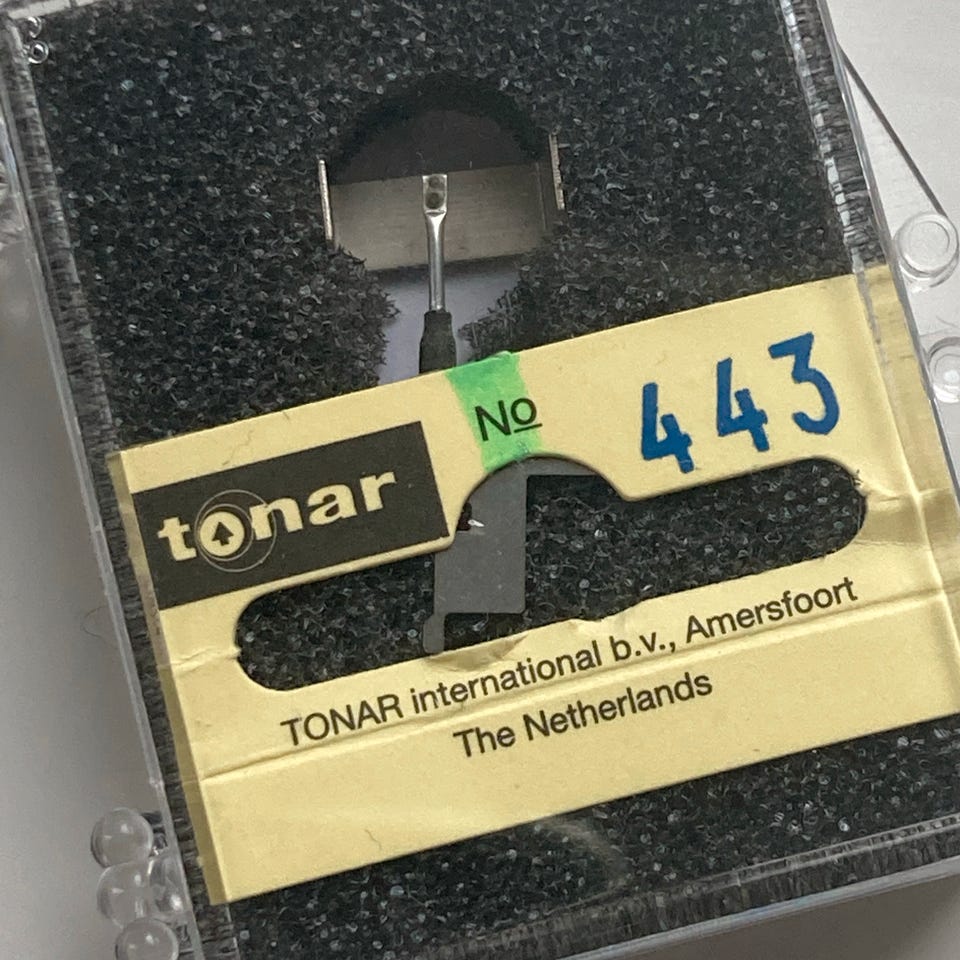 No 443
tonar
TONAR international b.v., Amersfoort
The Netherlands